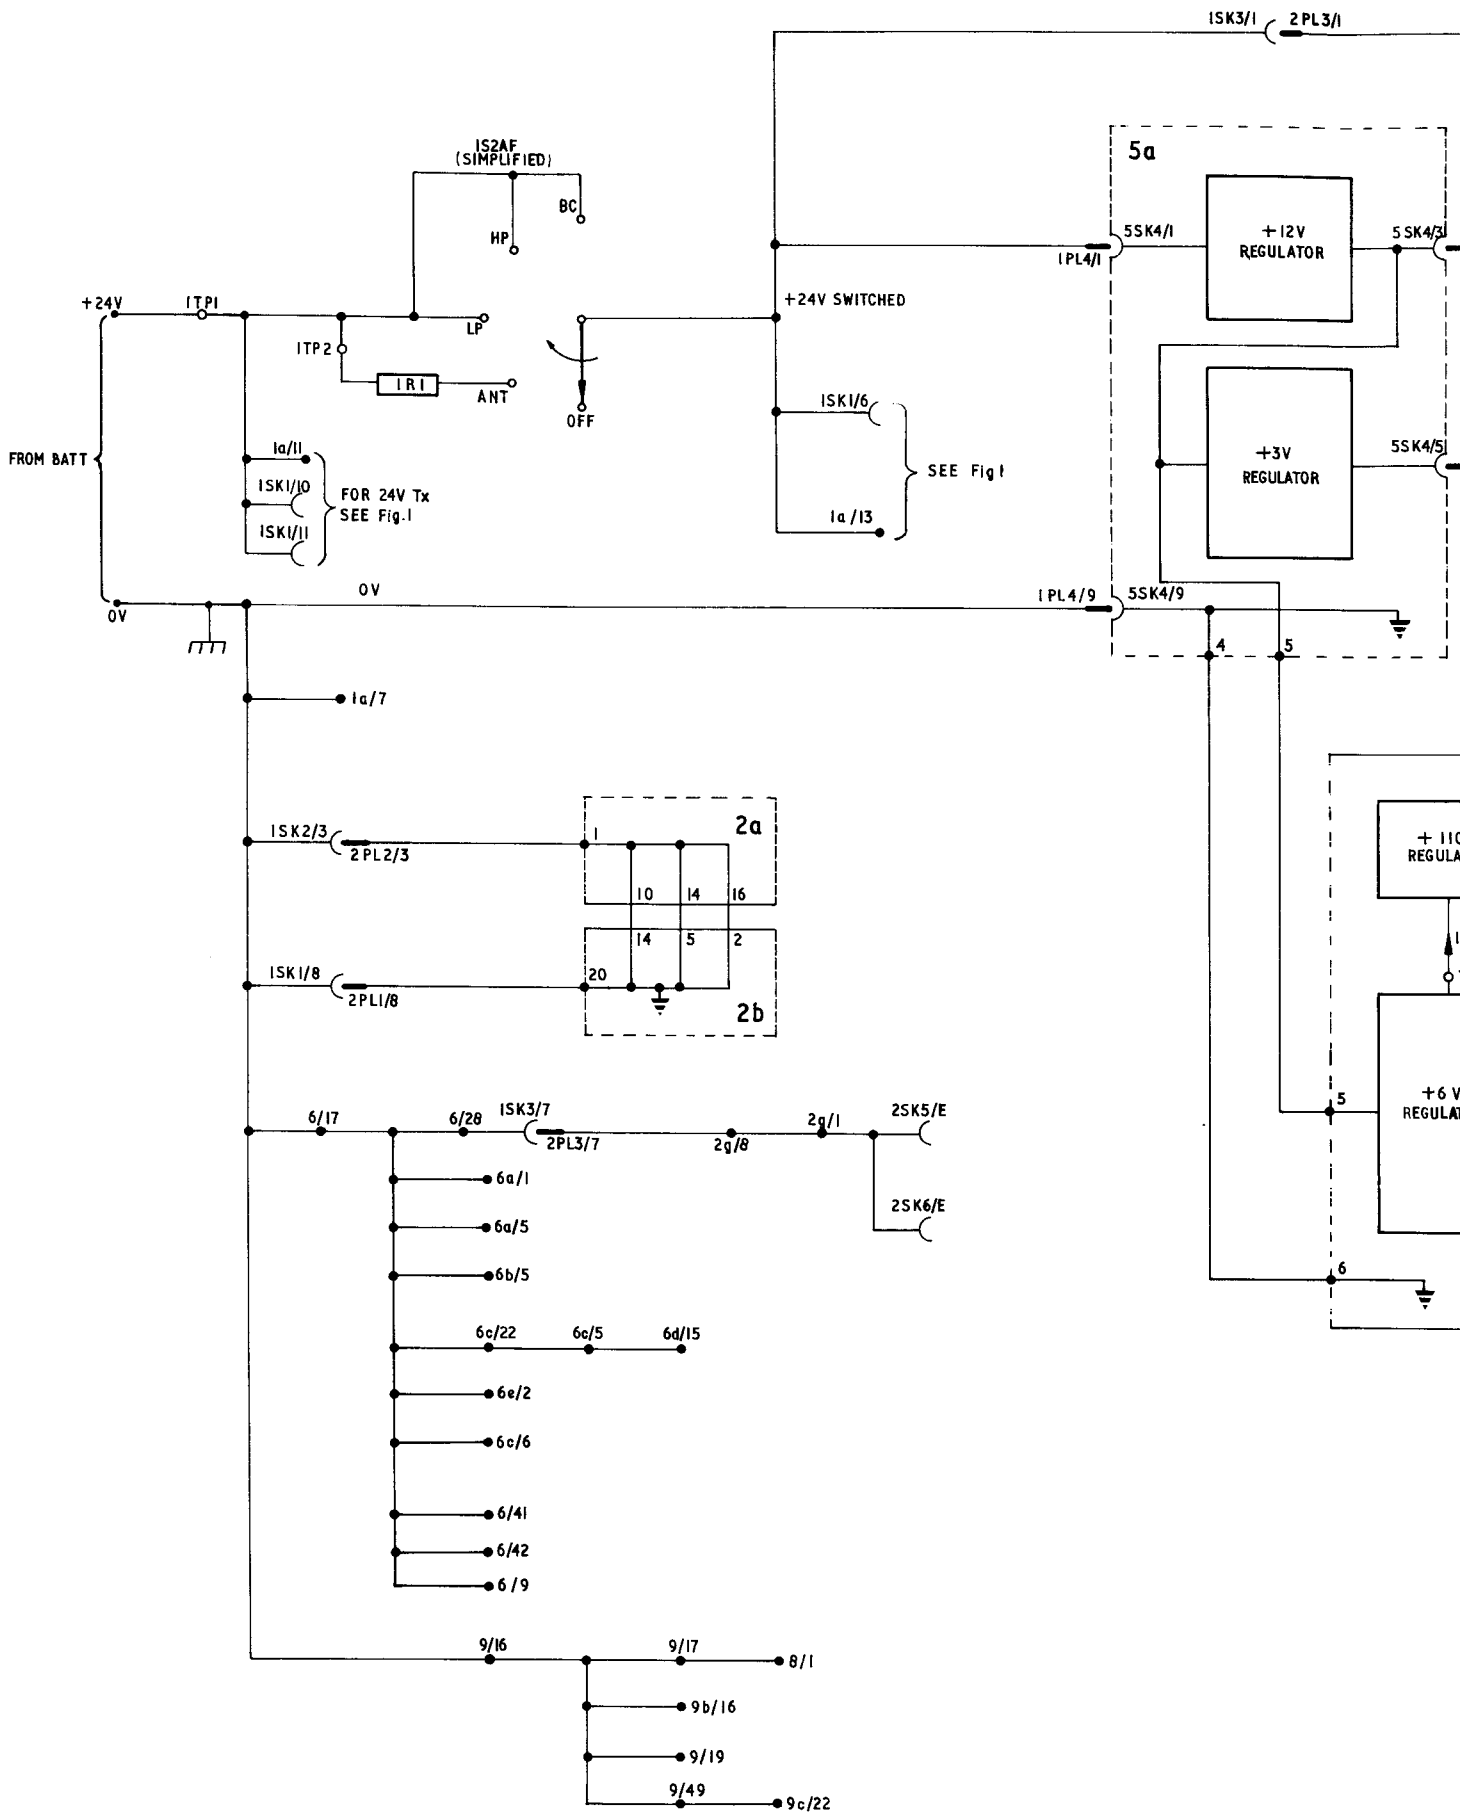 1SK3/1
2PL3/1
1S2AF
(SIMPLIFIED)
BC
HP
5a
+12V
REGULATOR
5SK4/1
5SK4/3
1PL4/1
+24V
1TP1
LP
+24V SWITCHED
1TP2
1R1
ANT
OFF
1SK1/6
+3V
REGULATOR
5SK4/5
FROM BATT
1a/11
1SK1/10
1SK1/11
FOR 24V Tx
SEE Fig.1
SEE Fig1
1a/13
0V
0V
1PL4/9
5SK4/9
4
5
1a/7
1SK2/3
2PL2/3
1
2a
10
14
16
14
5
2
1SK1/8
2PL1/8
20
2b
+ 110
REGULA
1
+6V
REGULAT
5
6/17
6/28
1SK3/7
2PL3/7
2g/8
2g/1
2SK5/E
6a/1
6a/5
2SK6/E
6b/5
6
6c/22
6c/5
6d/15
6e/2
6c/6
6/41
6/42
6/9
9/16
9/17
8/1
9b/16
9/19
9/49
9c/22